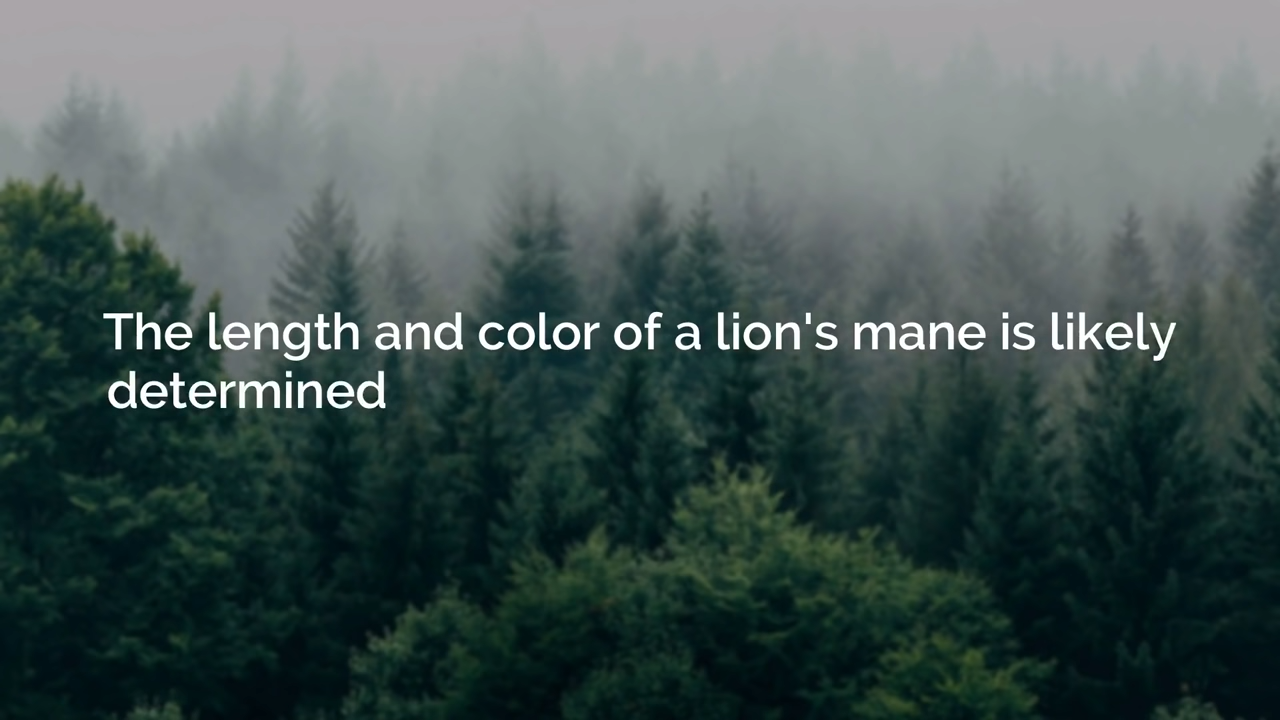 The length and color of a lion's mane is likely
determined